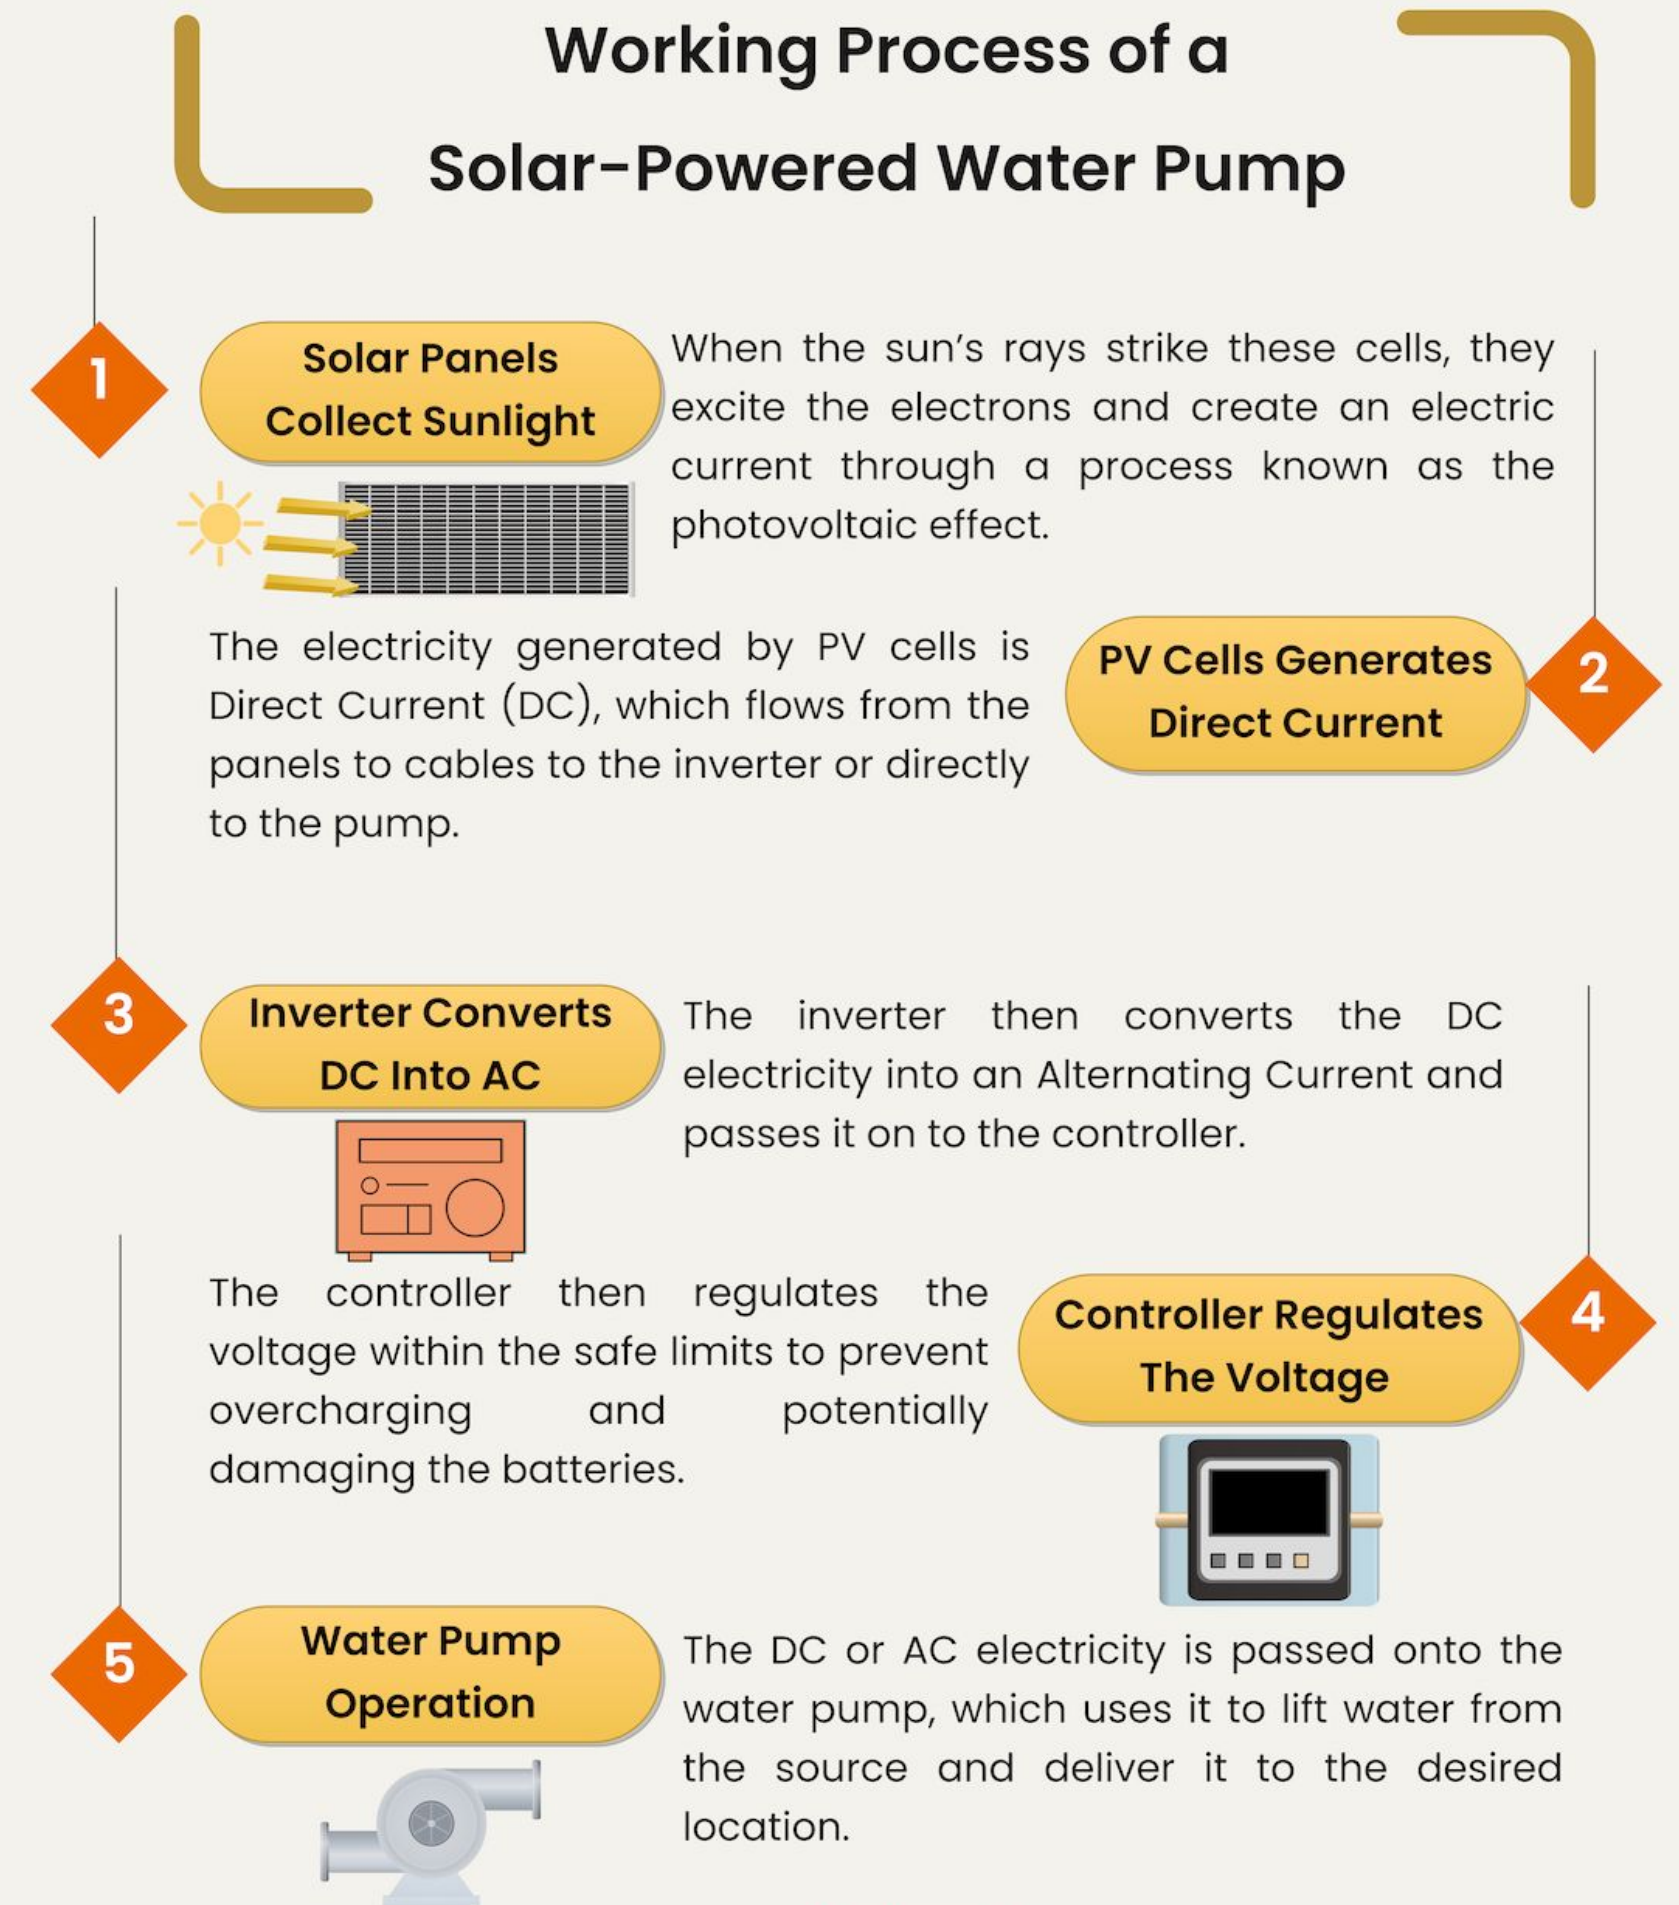 Working Process of a
Solar-Powered Water Pump
1
Solar Panels
Collect Sunlight
When the sun's rays strike these cells, they
excite the electrons and create an electric
current through a process known as the
photovoltaic effect.
The electricity generated by PV cells is
Direct Current (DC), which flows from the
panels to cables to the inverter or directly
to the pump.
PV Cells Generates
Direct Current
2
3
Inverter Converts
DC Into AC
The inverter then converts the DC
electricity into an Alternating Current and
passes it on to the controller.
The controller then regulates the
voltage within the safe limits to prevent
overcharging and potentially
damaging the batteries.
Controller Regulates
The Voltage
4
5
Water Pump
Operation
The DC or AC electricity is passed onto the
water pump, which uses it to lift water from
the source and deliver it to the desired
location.